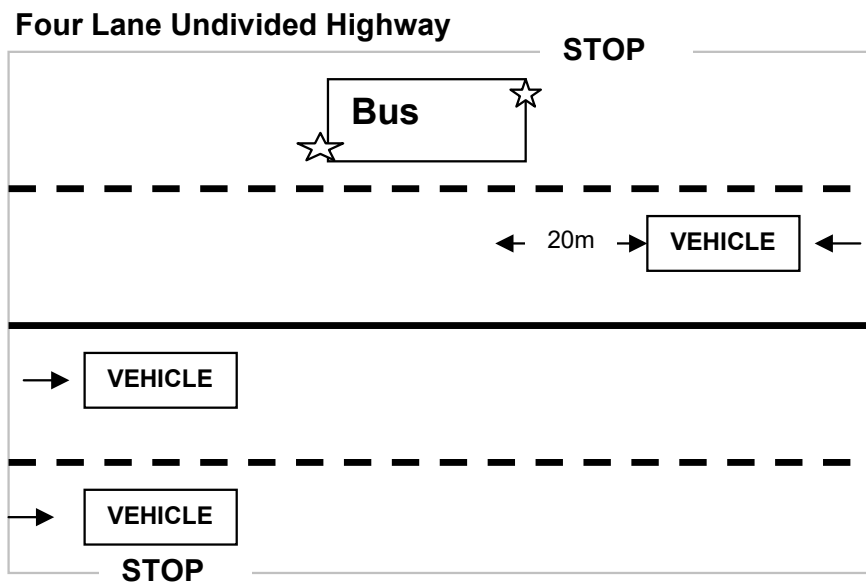 Four Lane Undivided Highway
STOP
Bus
20m
VEHICLE
VEHICLE
VEHICLE
STOP